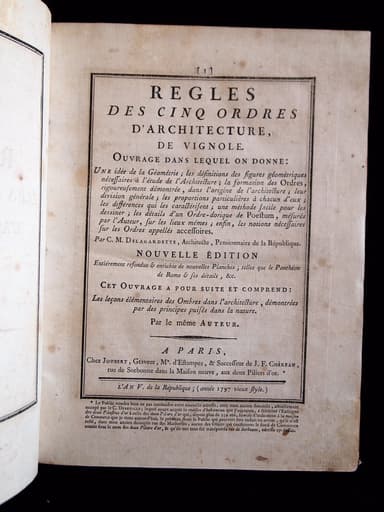 [ 1 ]
REGLES
DES CINQ ORDRES
D'ARCHITECTURE,
DE VIGNOLE.
OUVRAGE DANS LEQUEL ON DONNE:
UNE idée de la Géométrie; les définitions des figures géométriques
nécessaires à l'étude de l'Architecture; la formation des Ordres,
rigoureusement démontrée, dans l'origine de l'architecture; leur
division générale; les proportions particulières à chacun d'eux;
les différences qui les caractérisent; une méthode facile pour les
dessiner; les détails d'un Ordre-dorique de Poestum, mésurés
par l'Auteur, sur les lieux mêmes; enfin, les notions nécessaires
sur les Ordres appellés accessoires.
Par C. M. DELAGARDETTE, Architecte, Pensionnaire de la République.
NOUVELLE ÉDITION
Entièrement refondue & enrichie de nouvelles Planches; telles que le Panthéon
de Rome & ses détails, &c.
CET OUVRAGE A POUR SUITE ET COMPREND:
Les leçons élémentaires des Ombres dans l'architecture, démontrées
par des principes puisés dans la nature.
Par le même AUTEUR.
A PARIS,
Chez JOUBERT, Graveur, Md. d'Estampes, & Successeur de J. F. CHÉREAU,
rue de Sorbonne dans la Maison neuve, aux deux Piliers d'or.
L'AN V. de la République; (année 1797 vieux style.)